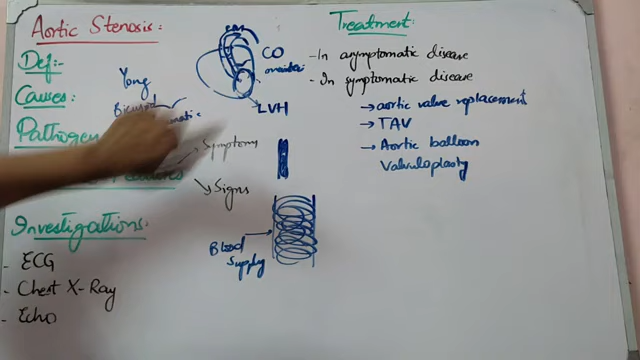 Aortic Stenosis:
Def:-
Causes:
Yong
Pathogen
Symptoms
Signs
Investigations:
- ECG
- Chest X-Ray
- Echo
CO
LVH
Blood
Supply
Treatment:
- In asymptomatic disease
- In symptomatic disease
→ aortic valve replacement
→ TAV
→ Aortic balloon
Valvuloplasty